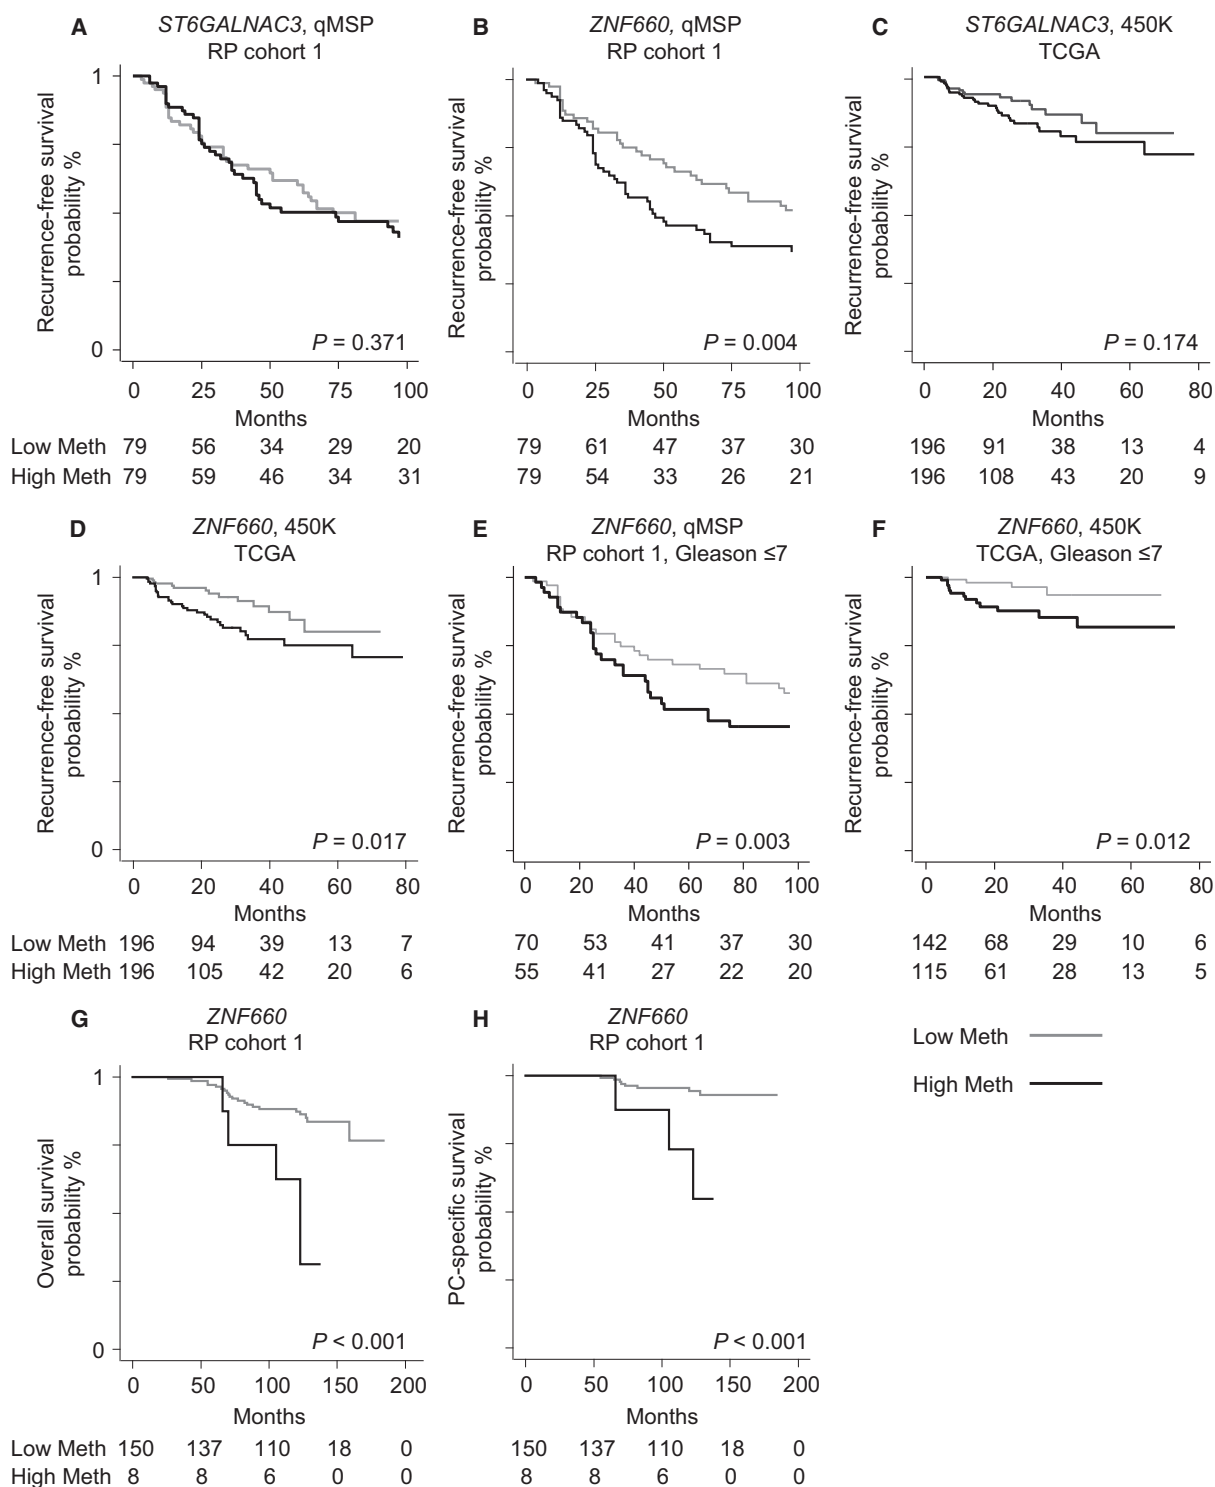 A
ST6GALNAC3, qMSP
RP cohort 1
Recurrence-free survival
probability %
1
0
P = 0.371
0 25 50 75 100
Months
Low Meth 79 56 34 29 20
High Meth 79 59 46 34 31
B
ZNF660, qMSP
RP cohort 1
Recurrence-free survival
probability %
P = 0.004
0 25 50 75 100
Months
79 61 47 37 30
79 54 33 26 21
C
ST6GALNAC3, 450K
TCGA
Recurrence-free survival
probability %
P = 0.174
0 20 40 60 80
Months
196 91 38 13 4
196 108 43 20 9
D
ZNF660, 450K
TCGA
Recurrence-free survival
probability %
1
0
P = 0.017
0 20 40 60 80
Months
Low Meth 196 94 39 13 7
High Meth 196 105 42 20 6
E
ZNF660, qMSP
RP cohort 1, Gleason ≤7
Recurrence-free survival
probability %
P = 0.003
0 20 40 60 80 100
Months
70 53 41 37 30
55 41 27 22 20
F
ZNF660, 450K
TCGA, Gleason ≤7
Recurrence-free survival
probability %
P = 0.012
0 20 40 60 80
Months
142 68 29 10 6
115 61 28 13 5
G
ZNF660
RP cohort 1
Overall survival
probability %
1
0
P < 0.001
0 50 100 150 200
Months
Low Meth 150 137 110 18 0
High Meth 8 8 6 0 0
H
ZNF660
RP cohort 1
PC-specific survival
probability %
P < 0.001
0 50 100 150 200
Months
150 137 110 18 0
8 8 6 0 0
Low Meth
High Meth